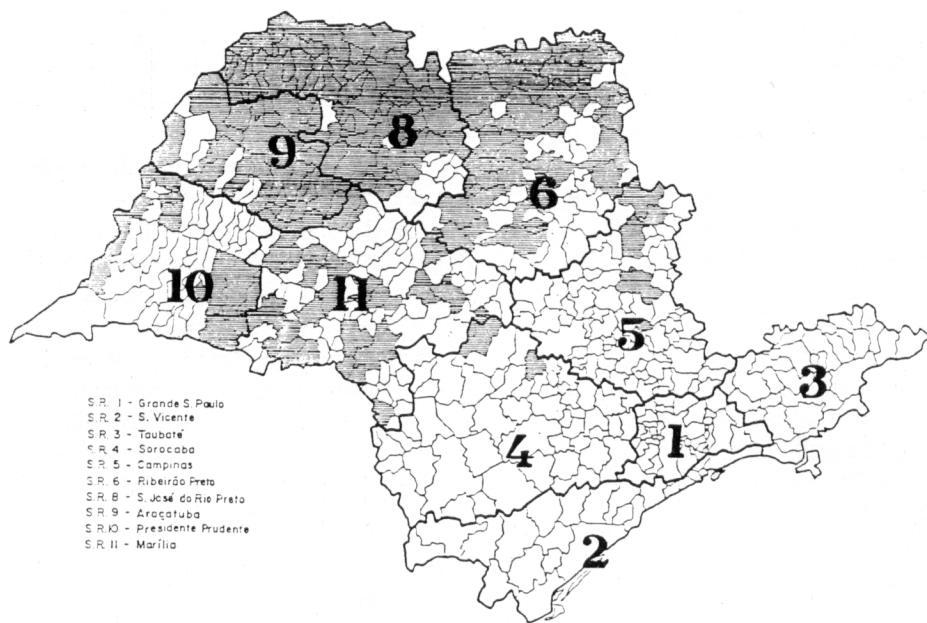 8
9
6
10
11
5
3
4
1
2
S.R. 1 - Grande S. Paulo
S.R. 2 - S. Vicente
S.R. 3 - Taubaté
S.R. 4 - Sorocaba
S.R. 5 - Campinas
S.R. 6 - Ribeirão Preto
S.R. 8 - S. José do Rio Preto
S.R. 9 - Araçatuba
S.R.10 - Presidente Prudente
S.R. 11 - Marília